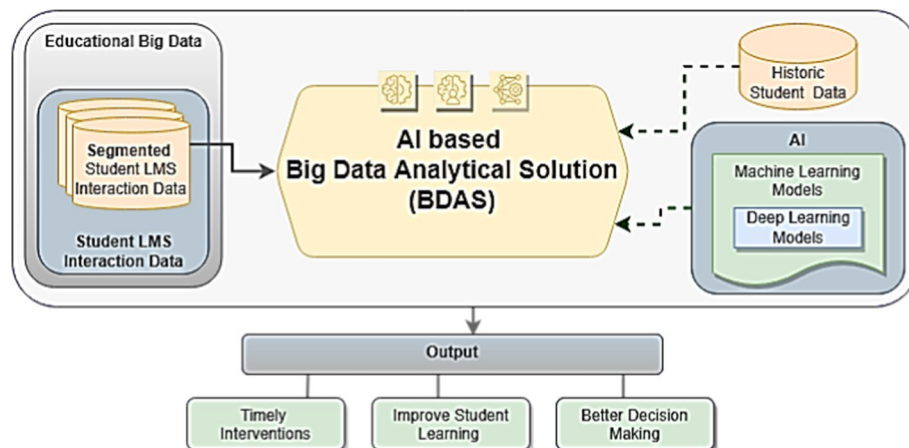 Educational Big Data
Segmented
Student LMS
Interaction Data
Student LMS
Interaction Data
AI based
Big Data Analytical Solution
(BDAS)
Historic
Student Data
AI
Machine Learning
Models
Deep Learning
Models
Output
Timely
Interventions
Improve Student
Learning
Better Decision
Making